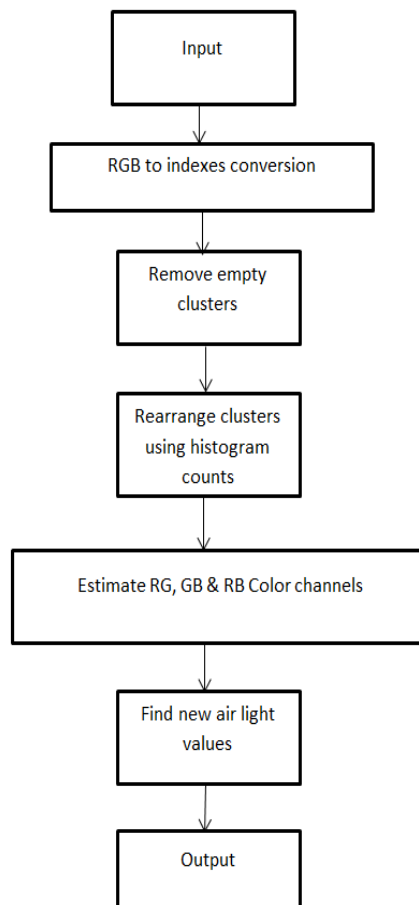 Input
RGB to indexes conversion
Remove empty
clusters
Rearrange clusters
using histogram
counts
Estimate RG, GB & RB Color channels
Find new air light
values
Output